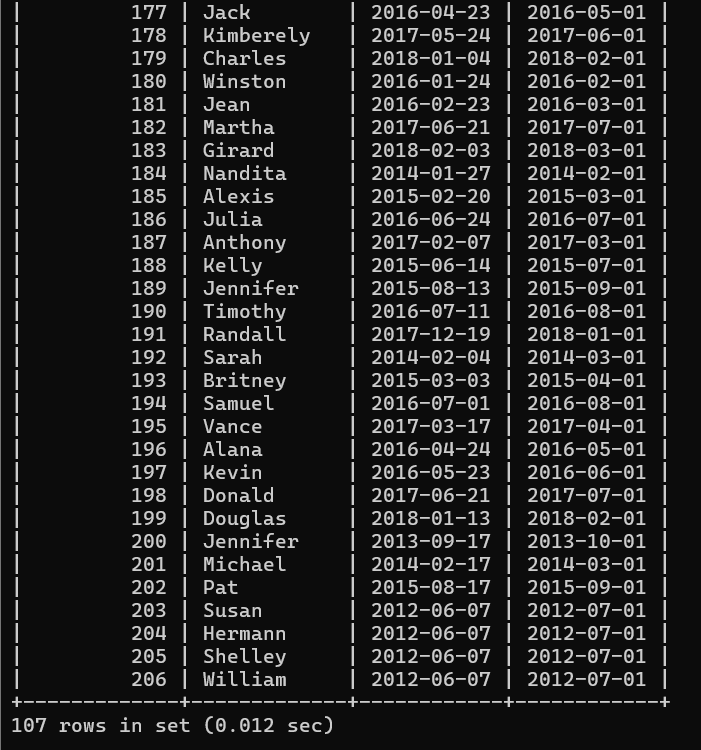 |         177 | Jack        | 2016-04-23 | 2016-05-01 |
|         178 | Kimberely   | 2017-05-24 | 2017-06-01 |
|         179 | Charles     | 2018-01-04 | 2018-02-01 |
|         180 | Winston     | 2016-01-24 | 2016-02-01 |
|         181 | Jean        | 2016-02-23 | 2016-03-01 |
|         182 | Martha      | 2017-06-21 | 2017-07-01 |
|         183 | Girard      | 2018-02-03 | 2018-03-01 |
|         184 | Nandita     | 2014-01-27 | 2014-02-01 |
|         185 | Alexis      | 2015-02-20 | 2015-03-01 |
|         186 | Julia       | 2016-06-24 | 2016-07-01 |
|         187 | Anthony     | 2017-02-07 | 2017-03-01 |
|         188 | Kelly       | 2015-06-14 | 2015-07-01 |
|         189 | Jennifer    | 2015-08-13 | 2015-09-01 |
|         190 | Timothy     | 2016-07-11 | 2016-08-01 |
|         191 | Randall     | 2017-12-19 | 2018-01-01 |
|         192 | Sarah       | 2014-02-04 | 2014-03-01 |
|         193 | Britney     | 2015-03-03 | 2015-04-01 |
|         194 | Samuel      | 2016-07-01 | 2016-08-01 |
|         195 | Vance       | 2017-03-17 | 2017-04-01 |
|         196 | Alana       | 2016-04-24 | 2016-05-01 |
|         197 | Kevin       | 2016-05-23 | 2016-06-01 |
|         198 | Donald      | 2017-06-21 | 2017-07-01 |
|         199 | Douglas     | 2018-01-13 | 2018-02-01 |
|         200 | Jennifer    | 2013-09-17 | 2013-10-01 |
|         201 | Michael     | 2014-02-17 | 2014-03-01 |
|         202 | Pat         | 2015-08-17 | 2015-09-01 |
|         203 | Susan       | 2012-06-07 | 2012-07-01 |
|         204 | Hermann     | 2012-06-07 | 2012-07-01 |
|         205 | Shelley     | 2012-06-07 | 2012-07-01 |
|         206 | William     | 2012-06-07 | 2012-07-01 |
+-------------+-------------+------------+------------+
107 rows in set (0.012 sec)